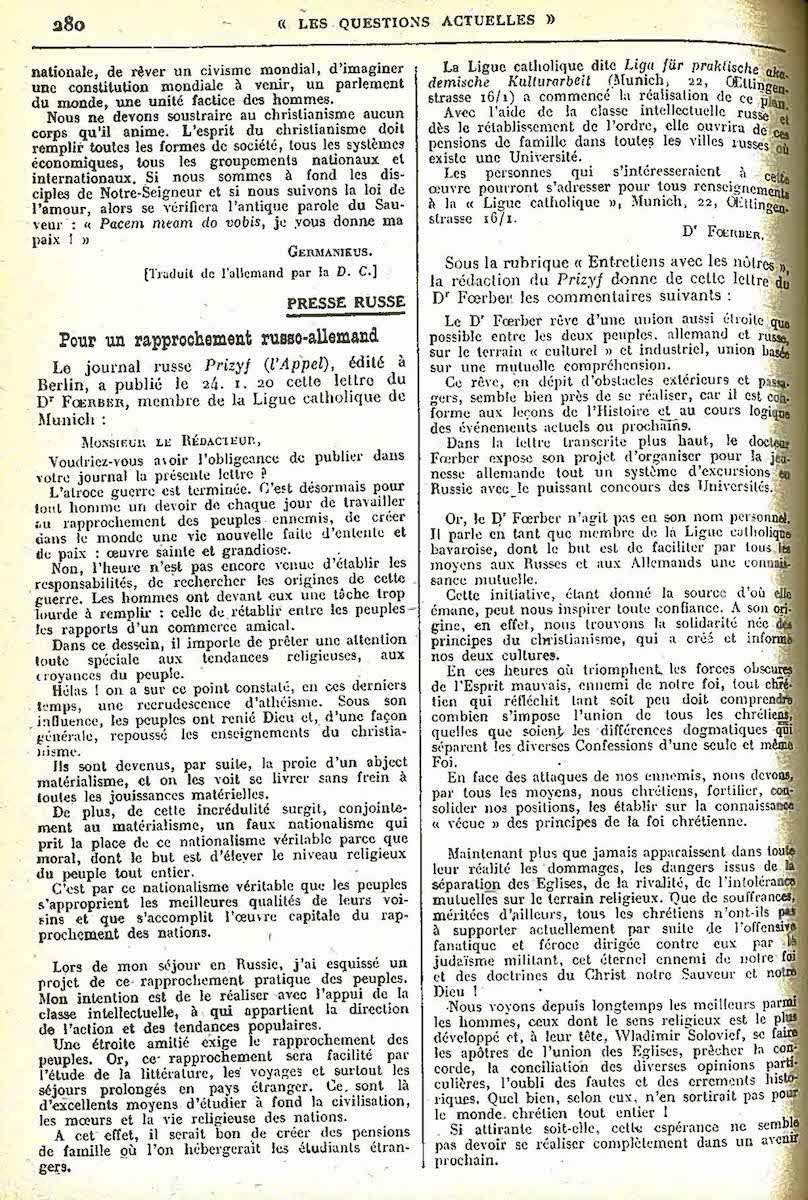 280
« LES QUESTIONS ACTUELLES »
nationale, de rêver un civisme mondial, d'imaginer
une constitution mondiale à venir, un parlement
du monde, une unité factice des hommes.
Nous ne devons soustraire au christianisme aucun
corps qu'il anime. L'esprit du christianisme doit
remplir toutes les formes de société, tous les systèmes
économiques, tous les groupements nationaux et
internationaux. Si nous sommes à fond les dis-
ciples de Notre-Seigneur et si nous suivons la loi de
l'amour, alors se vérifiera l'antique parole du Sau-
veur : « Pacem meam do vobis, je vous donne ma
paix ! »
GERMANIKUS.
[Traduit de l'allemand par la D. C.]
PRESSE RUSSE
Pour un rapprochement russo-allemand
Le journal russe Prizyf (l'Appel), édité à
Berlin, a publié le 24. 1. 20 cette lettre du
Dr FŒRBER, membre de la Ligue catholique de
Munich :
MONSIEUR LE RÉDACTEUR,
Voudriez-vous avoir l'obligeance de publier dans
votre journal la présente lettre ?
L'atroce guerre est terminée. C'est désormais pour
tout homme un devoir de chaque jour de travailler
au rapprochement des peuples ennemis, de créer
dans le monde une vie nouvelle faite d'entente et
de paix : œuvre sainte et grandiose.
Non, l'heure n'est pas encore venue d'établir les
responsabilités, de rechercher les origines de cette
guerre. Les hommes ont devant eux une tâche trop
lourde à remplir : celle de rétablir entre les peuples
les rapports d'un commerce amical.
Dans ce dessein, il importe de prêter une attention
toute spéciale aux tendances religieuses, aux
croyances du peuple.
Hélas ! on a sur ce point constaté, en ces derniers
temps, une recrudescence d'athéisme. Sous son
influence, les peuples ont renié Dieu et, d'une façon
générale, repoussé les enseignements du christia-
nisme.
Ils sont devenus, par suite, la proie d'un abject
matérialisme, et on les voit se livrer sans frein à
toutes les jouissances matérielles.
De plus, de cette incrédulité surgit, conjointe-
ment au matérialisme, un faux nationalisme qui
prit la place de ce nationalisme véritable parce que
moral, dont le but est d'élever le niveau religieux
du peuple tout entier.
C'est par ce nationalisme véritable que les peuples
s'approprient les meilleures qualités de leurs voi-
sins et que s'accomplit l'œuvre capitale du rap-
prochement des nations.
Lors de mon séjour en Russie, j'ai esquissé un
projet de ce rapprochement pratique des peuples.
Mon intention est de le réaliser avec l'appui de la
classe intellectuelle, à qui appartient la direction
de l'action et des tendances populaires.
Une étroite amitié exige le rapprochement des
peuples. Or, ce rapprochement sera facilité par
l'étude de la littérature, les voyages et surtout les
séjours prolongés en pays étranger. Ce sont là
d'excellents moyens d'étudier à fond la civilisation,
les mœurs et la vie religieuse des nations.
A cet effet, il serait bon de créer des pensions
de famille où l'on hébergerait les étudiants étran-
gers.
La Ligue catholique dite Liga für praktische aka-
demische Kulturarbeit (Munich, 22, Œttingen-
strasse 16/1) a commencé la réalisation de ce plan.
Avec l'aide de la classe intellectuelle russe et
dès le rétablissement de l'ordre, elle ouvrira de ces
pensions de famille dans toutes les villes russes où
existe une Université.
Les personnes qui s'intéresseraient à cette
œuvre pourront s'adresser pour tous renseignements
à la « Ligue catholique », Munich, 22, Œttingen-
strasse 16/1.
Dr FŒRBER.
Sous la rubrique « Entretiens avec les nôtres »,
la rédaction du Prizyf donne de cette lettre du
Dr Fœrber les commentaires suivants :
Le Dr Fœrber rêve d'une union aussi étroite que
possible entre les deux peuples, allemand et russe,
sur le terrain « culturel » et industriel, union basée
sur une mutuelle compréhension.
Ce rêve, en dépit d'obstacles extérieurs et passa-
gers, semble bien près de se réaliser, car il est con-
forme aux leçons de l'Histoire et au cours logique
des événements actuels ou prochains.
Dans la lettre transcrite plus haut, le docteur
Fœrber expose son projet d'organiser pour la jeu-
nesse allemande tout un système d'excursions en
Russie avec le puissant concours des Universités.
Or, le Dr Fœrber n'agit pas en son nom personnel.
Il parle en tant que membre de la Ligue catholique
bavaroise, dont le but est de faciliter par tous les
moyens aux Russes et aux Allemands une connais-
sance mutuelle.
Cette initiative, étant donné la source d'où elle
émane, peut nous inspirer toute confiance. A son ori-
gine, en effet, nous trouvons la solidarité née des
principes du christianisme, qui a créé et informé
nos deux cultures.
En ces heures où triomphent les forces obscures
de l'Esprit mauvais, ennemi de notre foi, tout chré-
tien qui réfléchit tant soit peu doit comprendre
combien s'impose l'union de tous les chrétiens,
quelles que soient les différences dogmatiques qui
séparent les diverses Confessions d'une seule et même
Foi.
En face des attaques de nos ennemis, nous devons,
par tous les moyens, nous chrétiens, fortifier, con-
solider nos positions, les établir sur la connaissance
« vécue » des principes de la foi chrétienne.
Maintenant plus que jamais apparaissent dans toute
leur réalité les dommages, les dangers issus de la
séparation des Eglises, de la rivalité, de l'intolérance
mutuelles sur le terrain religieux. Que de souffrances,
méritées d'ailleurs, tous les chrétiens n'ont-ils pas
à supporter actuellement par suite de l'offensive
fanatique et féroce dirigée contre eux par le
judaïsme militant, cet éternel ennemi de notre foi
et des doctrines du Christ notre Sauveur et notre
Dieu !
Nous voyons depuis longtemps les meilleurs parmi
les hommes, ceux dont le sens religieux est le plus
développé et, à leur tête, Wladimir Solovief, se faire
les apôtres de l'union des Eglises, prêcher la con-
corde, la conciliation des diverses opinions parti-
culières, l'oubli des fautes et des errements histo-
riques. Quel bien, selon eux, n'en sortirait pas pour
le monde chrétien tout entier !
Si attirante soit-elle, cette espérance ne semble
pas devoir se réaliser complètement dans un avenir
prochain.